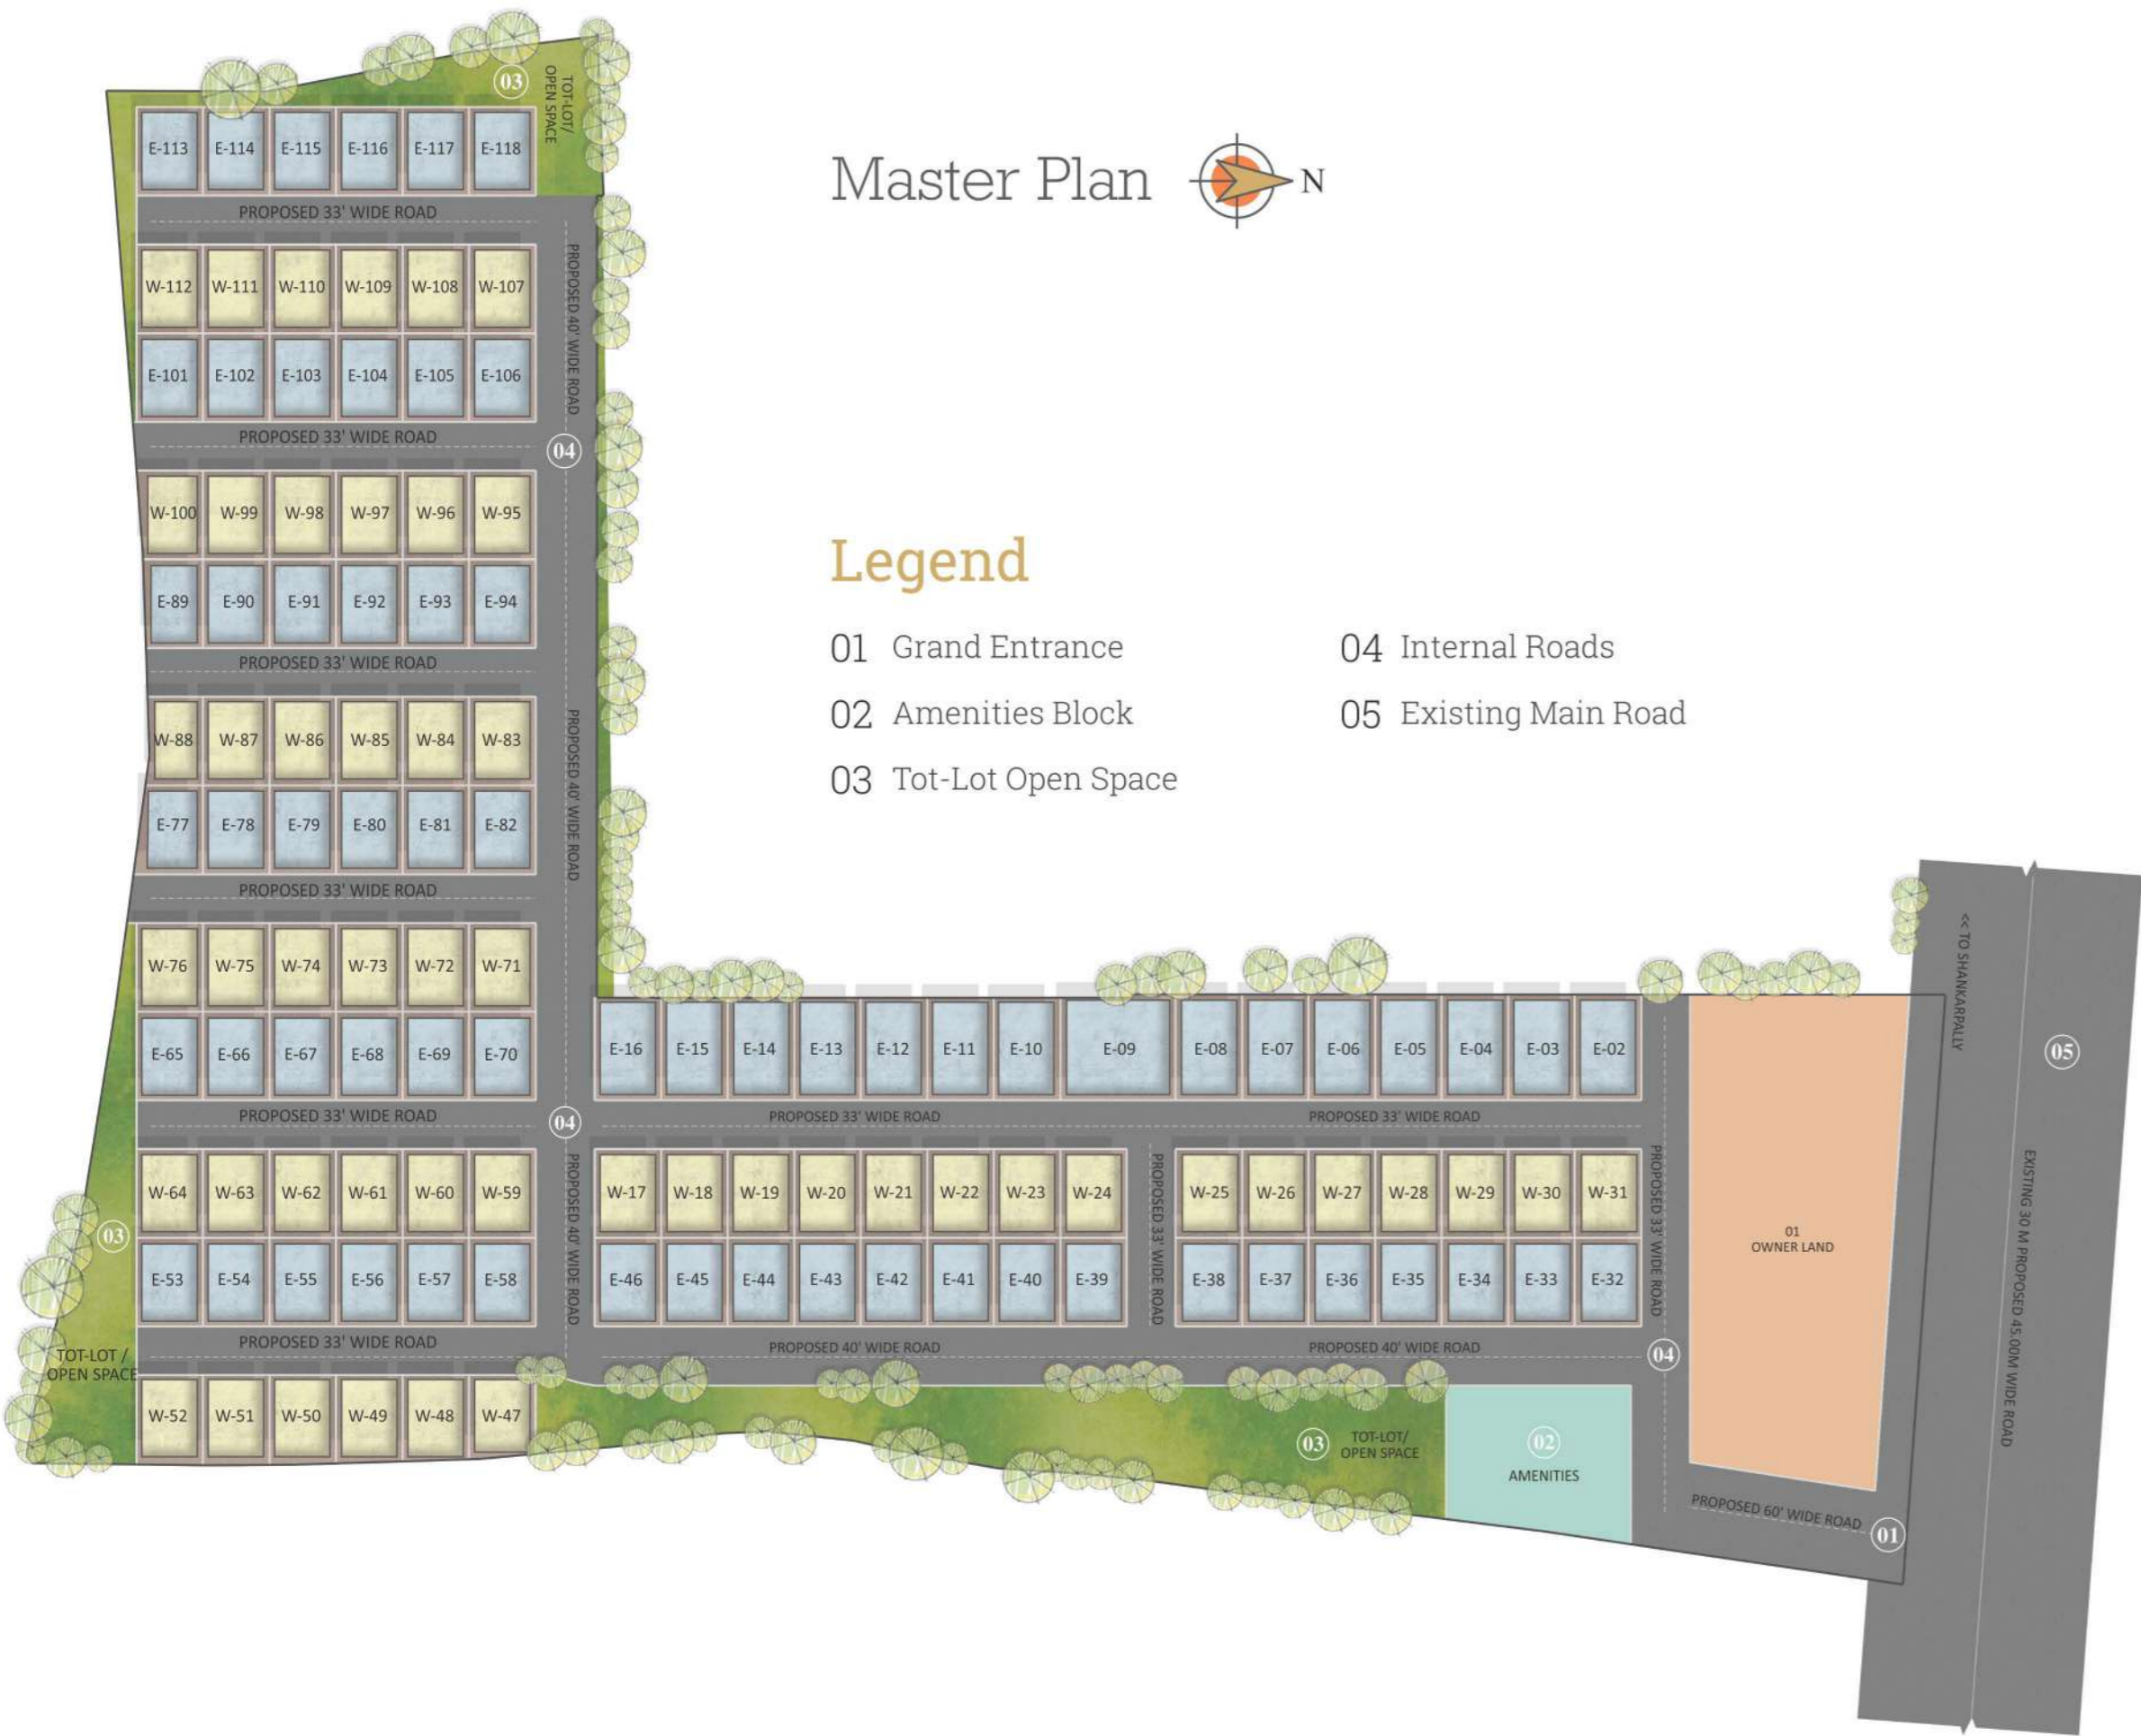 Master Plan
N
03
TOT-LOT/
OPEN SPACE
E-113 E-114 E-115 E-116 E-117 E-118
PROPOSED 33' WIDE ROAD
PROPOSED 40' WIDE ROAD
W-112 W-111 W-110 W-109 W-108 W-107
E-101 E-102 E-103 E-104 E-105 E-106
PROPOSED 33' WIDE ROAD
04
W-100 W-99 W-98 W-97 W-96 W-95
E-89 E-90 E-91 E-92 E-93 E-94
PROPOSED 33' WIDE ROAD
W-88 W-87 W-86 W-85 W-84 W-83
PROPOSED 40' WIDE ROAD
E-77 E-78 E-79 E-80 E-81 E-82
PROPOSED 33' WIDE ROAD
Legend
01 Grand Entrance
02 Amenities Block
03 Tot-Lot Open Space
04 Internal Roads
05 Existing Main Road
W-76 W-75 W-74 W-73 W-72 W-71
E-65 E-66 E-67 E-68 E-69 E-70
E-16 E-15 E-14 E-13 E-12 E-11 E-10 E-09 E-08 E-07 E-06 E-05 E-04 E-03 E-02
<< TO SHANKARPALLY
05
PROPOSED 33' WIDE ROAD
04
PROPOSED 33' WIDE ROAD
PROPOSED 33' WIDE ROAD
W-64 W-63 W-62 W-61 W-60 W-59
PROPOSED 40' WIDE ROAD
W-17 W-18 W-19 W-20 W-21 W-22 W-23 W-24
PROPOSED 33' WIDE ROAD
W-25 W-26 W-27 W-28 W-29 W-30 W-31
PROPOSED 33' WIDE ROAD
01
OWNER LAND
EXISTING 30 M PROPOSED 45.00M WIDE ROAD
03
E-53 E-54 E-55 E-56 E-57 E-58
E-46 E-45 E-44 E-43 E-42 E-41 E-40 E-39
E-38 E-37 E-36 E-35 E-34 E-33 E-32
PROPOSED 33' WIDE ROAD
PROPOSED 40' WIDE ROAD
PROPOSED 40' WIDE ROAD
04
TOT-LOT /
OPEN SPACE
W-52 W-51 W-50 W-49 W-48 W-47
03
TOT-LOT/
OPEN SPACE
02
AMENITIES
PROPOSED 60' WIDE ROAD
01